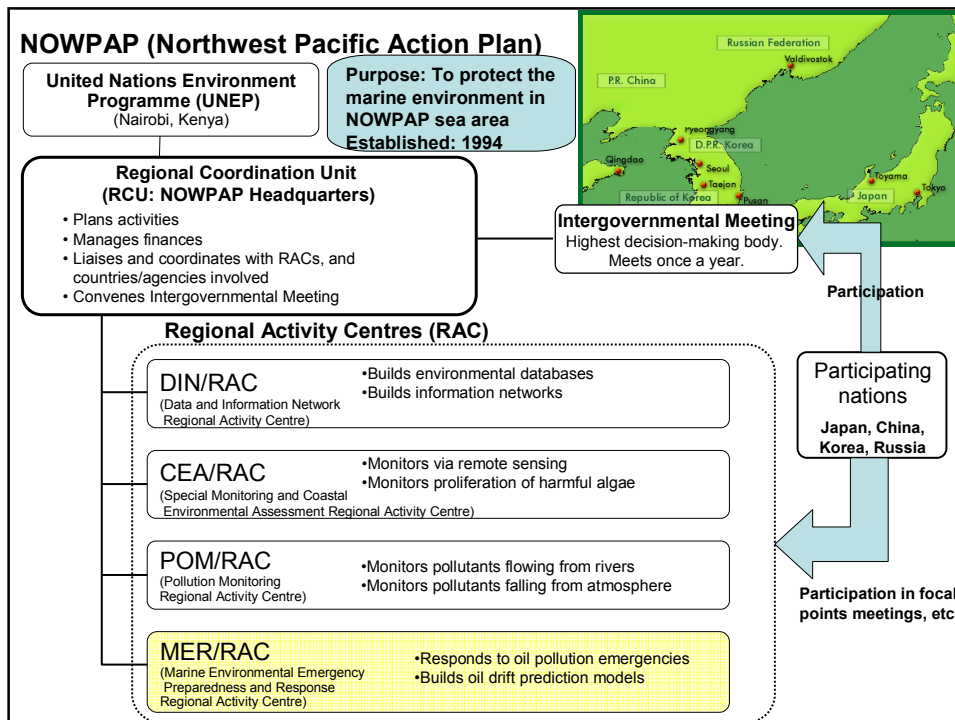 NOWPAP (Northwest Pacific Action Plan)
United Nations Environment
Programme (UNEP)
(Nairobi, Kenya)
Purpose: To protect the
marine environment in
NOWPAP sea area
Established: 1994
Russian Federation
Valdivostok
P.R. China
Pyeongyang
D.P.R. Korea
Qingdao
Seoul
Taejon
Republic of Korea
Pusan
Toyama
Tokyo
Japan
Regional Coordination Unit
(RCU: NOWPAP Headquarters)
• Plans activities
• Manages finances
• Liaises and coordinates with RACs, and
countries/agencies involved
• Convenes Intergovernmental Meeting
Intergovernmental Meeting
Highest decision-making body.
Meets once a year.
Participation
Regional Activity Centres (RAC)
DIN/RAC
(Data and Information Network
Regional Activity Centre)
•Builds environmental databases
•Builds information networks
Participating
nations
Japan, China,
Korea, Russia
CEA/RAC
(Special Monitoring and Coastal
Environmental Assessment Regional Activity Centre)
•Monitors via remote sensing
•Monitors proliferation of harmful algae
POM/RAC
(Pollution Monitoring
Regional Activity Centre)
•Monitors pollutants flowing from rivers
•Monitors pollutants falling from atmosphere
Participation in focal
points meetings, etc
MER/RAC
(Marine Environmental Emergency
Preparedness and Response
Regional Activity Centre)
•Responds to oil pollution emergencies
•Builds oil drift prediction models